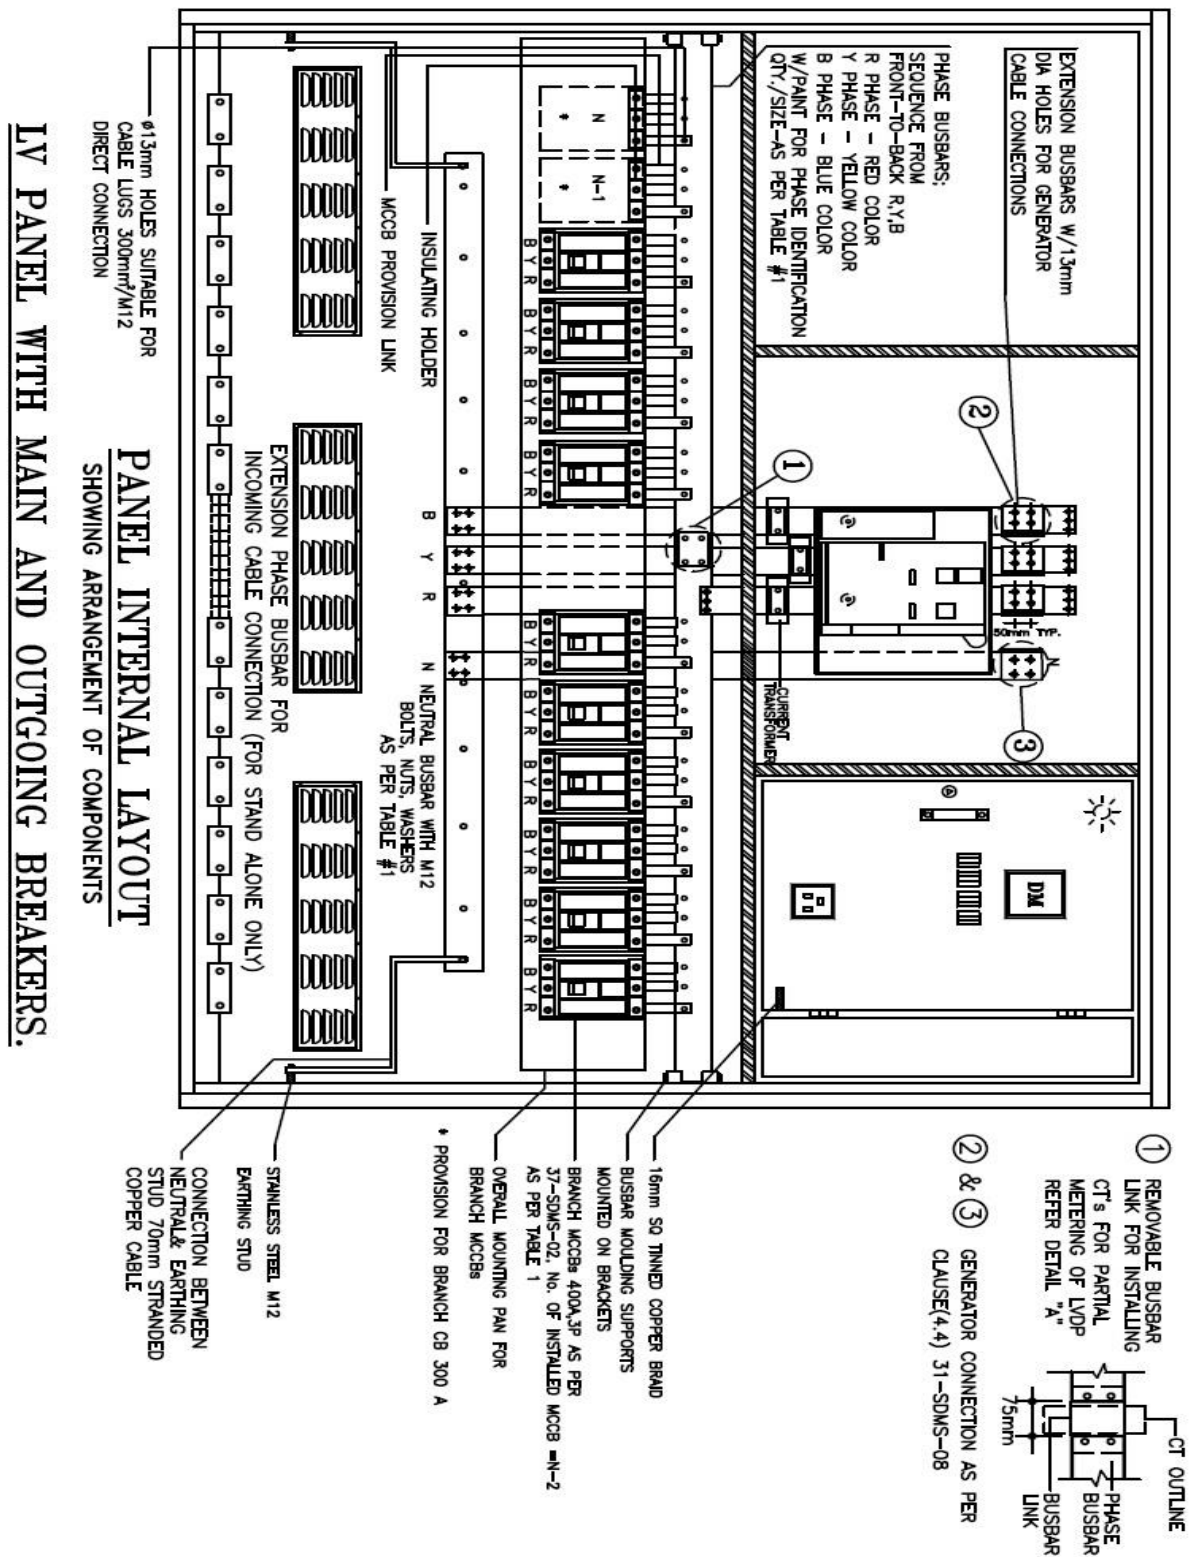 EXTENSION BUSBARS W/13mm
DIA HOLES FOR GENERATOR
CABLE CONNECTIONS
PHASE BUSBARS;
SEQUENCE FROM
FRONT-TO-BACK R,Y,B
R PHASE - RED COLOR
Y PHASE - YELLOW COLOR
B PHASE - BLUE COLOR
W/PAINT FOR PHASE IDENTIFICATION
QTY./SIZE-AS PER TABLE #1
2
1
3
50mm TYP.
N
CURRENT
TRANSFORMER
DM
A
N
*
N-1
*
B Y R
B Y R
B Y R
B Y R
B Y R
B Y R
B Y R
B Y R
B Y R
B Y R
INSULATING HOLDER
MCCB PROVISION LINK
B
Y
R
N
NEUTRAL BUSBAR WITH M12
BOLTS, NUTS, WASHERS
AS PER TABLE #1
EXTENSION PHASE BUSBAR FOR
INCOMING CABLE CONNECTION (FOR STAND ALONE ONLY)
ø13mm HOLES SUITABLE FOR
CABLE LUGS 300mm²/M12
DIRECT CONNECTION
1
REMOVABLE BUSBAR
LINK FOR INSTALLING
CT's FOR PARTIAL
METERING OF LVDP
REFER DETAIL "A"
CT OUTLINE
PHASE
BUSBAR
BUSBAR
LINK
75mm
2 & 3
GENERATOR CONNECTION AS PER
CLAUSE(4.4) 31-SDMS-08
16mm SQ TINNED COPPER BRAID
BUSBAR MOULDING SUPPORTS
MOUNTED ON BRACKETS
BRANCH MCCBs 400A,3P AS PER
37-SDMS-02, No. OF INSTALLED MCCB =N-2
AS PER TABLE 1
OVERALL MOUNTING PAN FOR
BRANCH MCCBs
* PROVISION FOR BRANCH CB 300 A
STAINLESS STEEL M12
EARTHING STUD
CONNECTION BETWEEN
NEUTRAL& EARTHING
STUD 70mm STRANDED
COPPER CABLE
PANEL INTERNAL LAYOUT
SHOWING ARRANGEMENT OF COMPONENTS
LV PANEL WITH MAIN AND OUTGOING BREAKERS.